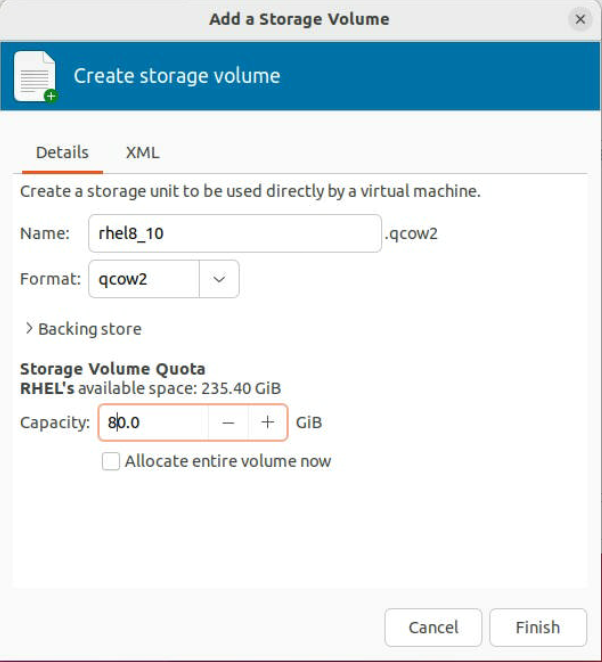 Add a Storage Volume
Create storage volume
Details XML
Create a storage unit to be used directly by a virtual machine.
Name: rhel8_10 .qcow2
Format: qcow2
Backing store
Storage Volume Quota
RHEL's available space: 235.40 GiB
Capacity: 80.0 − + GiB
Allocate entire volume now
Cancel Finish